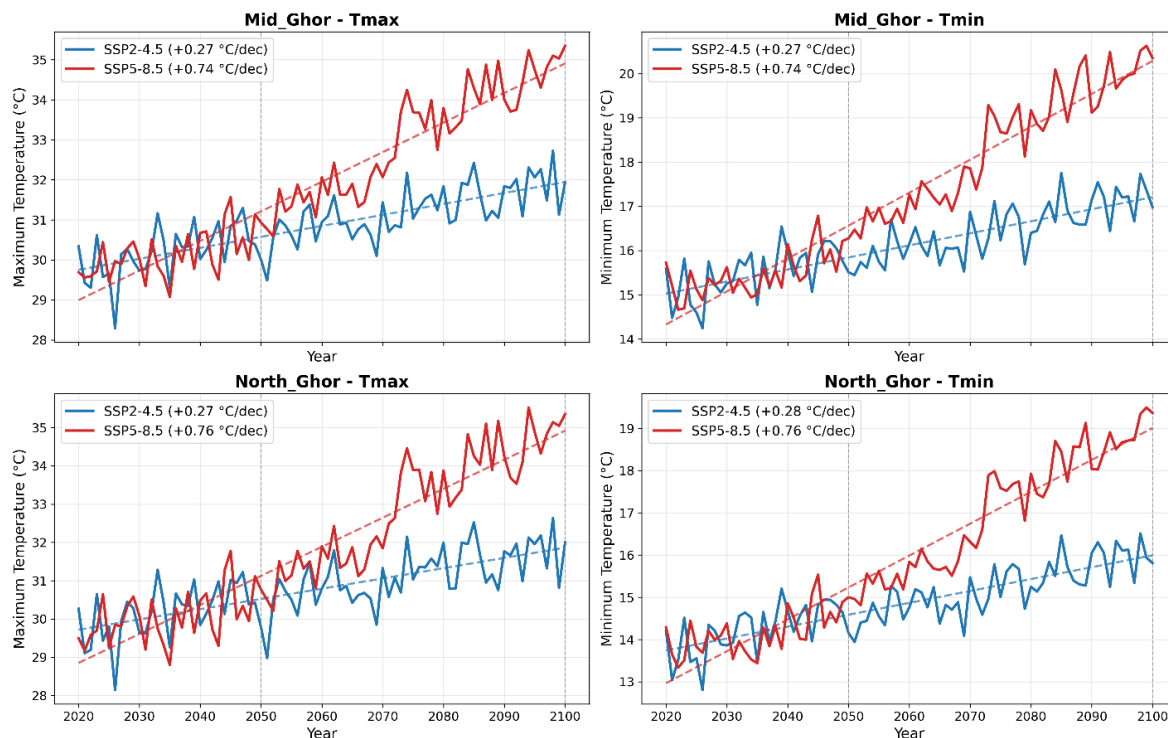 Mid_Ghor - Tmax
SSP2-4.5 (+0.27 °C/dec)
SSP5-8.5 (+0.74 °C/dec)
Maximum Temperature (°C)
35
34
33
32
31
30
29
28
Year
Mid_Ghor - Tmin
SSP2-4.5 (+0.27 °C/dec)
SSP5-8.5 (+0.74 °C/dec)
Minimum Temperature (°C)
20
19
18
17
16
15
14
Year
North_Ghor - Tmax
SSP2-4.5 (+0.27 °C/dec)
SSP5-8.5 (+0.76 °C/dec)
Maximum Temperature (°C)
35
34
33
32
31
30
29
28
2020 2030 2040 2050 2060 2070 2080 2090 2100
Year
North_Ghor - Tmin
SSP2-4.5 (+0.28 °C/dec)
SSP5-8.5 (+0.76 °C/dec)
Minimum Temperature (°C)
19
18
17
16
15
14
13
2020 2030 2040 2050 2060 2070 2080 2090 2100
Year